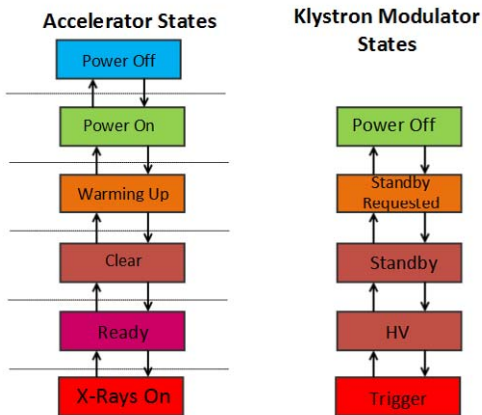 Accelerator States
Power Off
Power On
Warming Up
Clear
Ready
X-Rays On
Klystron Modulator
States
Power Off
Standby
Requested
Standby
HV
Trigger